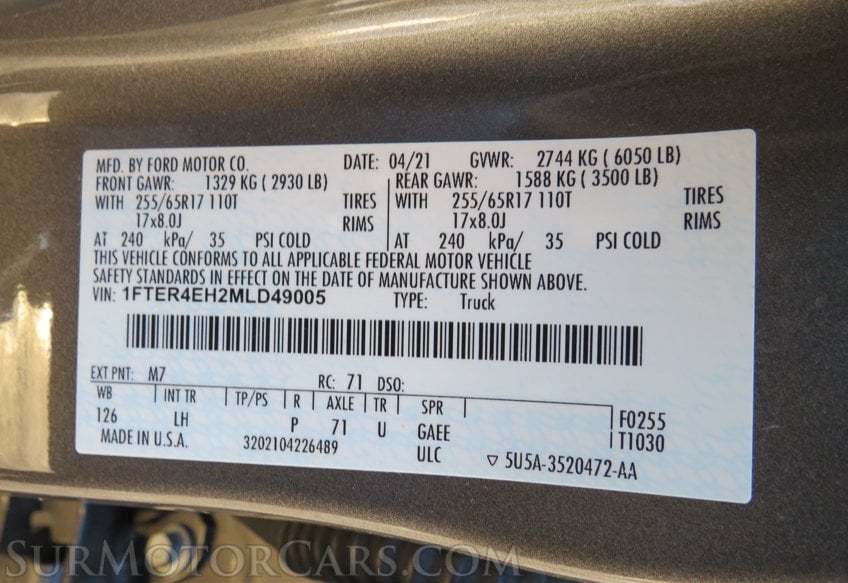 MFD. BY FORD MOTOR CO. DATE: 04/21 GVWR: 2744 KG ( 6050 LB)
FRONT GAWR: 1329 KG ( 2930 LB) REAR GAWR: 1588 KG ( 3500 LB)
WITH 255/65R17 110T TIRES WITH 255/65R17 110T TIRES
17x8.0J RIMS 17x8.0J RIMS
AT 240 kPa/ 35 PSI COLD AT 240 kPa/ 35 PSI COLD
THIS VEHICLE CONFORMS TO ALL APPLICABLE FEDERAL MOTOR VEHICLE
SAFETY STANDARDS IN EFFECT ON THE DATE OF MANUFACTURE SHOWN ABOVE.
VIN: 1FTER4EH2MLD49005 TYPE: Truck
EXT PNT: M7 RC: 71 DSO:
WB INT TR TP/PS R AXLE TR SPR F0255
126 LH P 71 U GAEE T1030
MADE IN U.S.A. 3202104226489 ULC ▽ 5U5A-3520472-AA
SurMotorCars.com